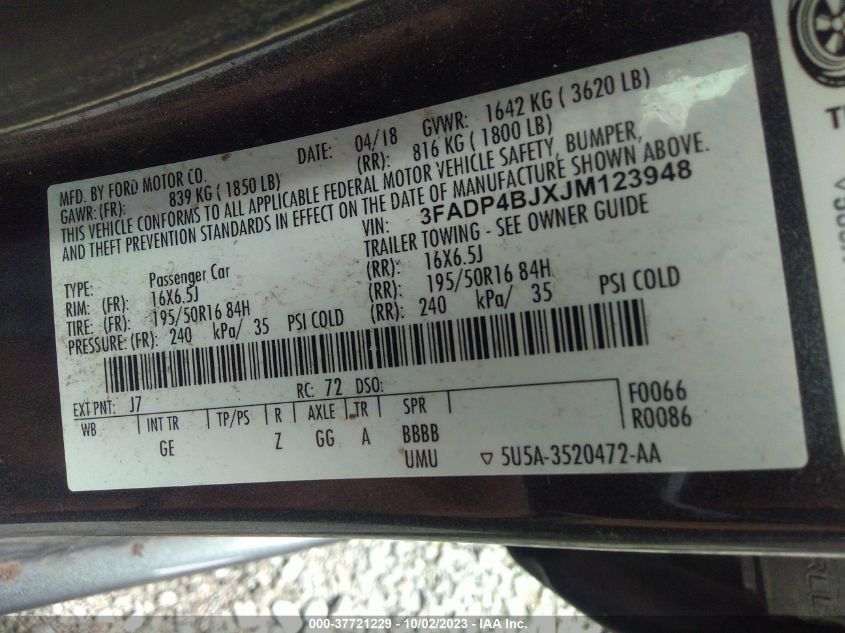 MFD. BY FORD MOTOR CO. DATE: 04/18 GVWR: 1642 KG ( 3620 LB)
GAWR:(FR): 839 KG ( 1850 LB) (RR): 816 KG ( 1800 LB)
THIS VEHICLE CONFORMS TO ALL APPLICABLE FEDERAL MOTOR VEHICLE SAFETY, BUMPER,
AND THEFT PREVENTION STANDARDS IN EFFECT ON THE DATE OF MANUFACTURE SHOWN ABOVE.
VIN: 3FADP4BJXJM123948
TYPE: Passenger Car TRAILER TOWING - SEE OWNER GUIDE
RIM: (FR): 16X6.5J (RR): 16X6.5J
TIRE: (FR): 195/50R16 84H (RR): 195/50R16 84H
PRESSURE: (FR): 240 kPa/ 35 PSI COLD (RR): 240 kPa/ 35 PSI COLD
EXT PNT: J7 RC: 72 DSO: F0066
WB INT TR TP/PS R AXLE TR SPR R0086
GE Z GG A BBBB
UMU ▽ 5U5A-3520472-AA
000-37721229 - 10/02/2023 - IAA Inc.